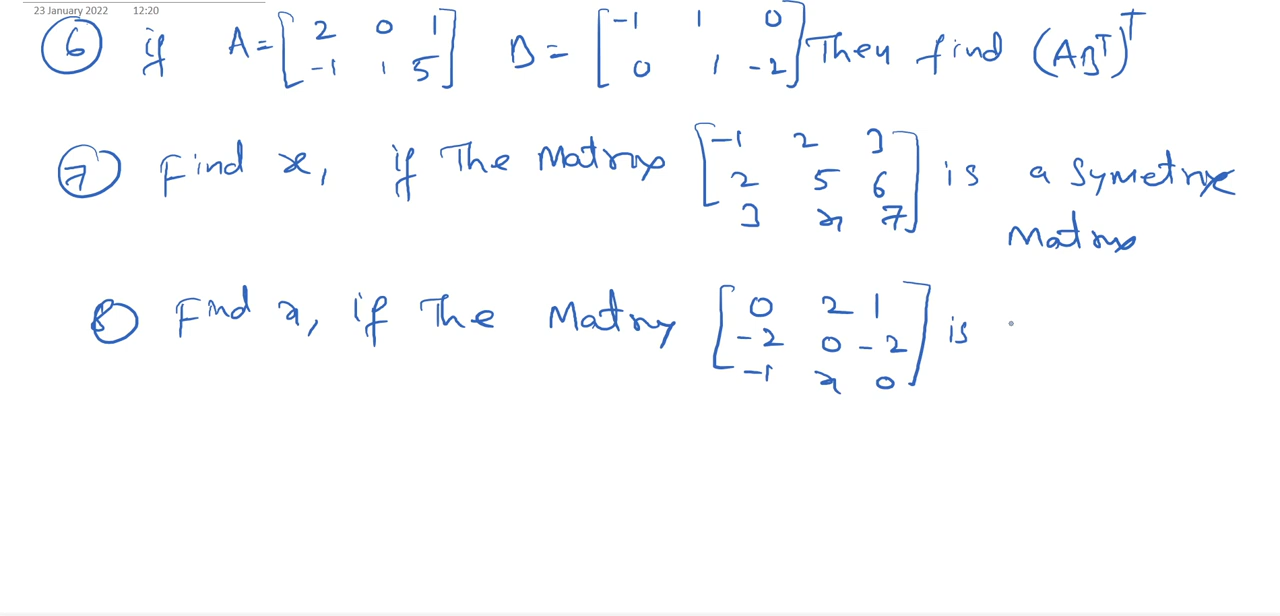 23 January 2022 12:20
⑥ if A = [2 0 1; -1 1 5] B = [-1 1 0; 0 1 -2] Then find (AB^T)^T
⑦ Find x, if The Matrix [-1 2 3; 2 5 6; 3 x 7] is a Symetric
Matrix
⑧ Find x, if The Matrix [0 2 1; -2 0 -2; -1 x 0] is